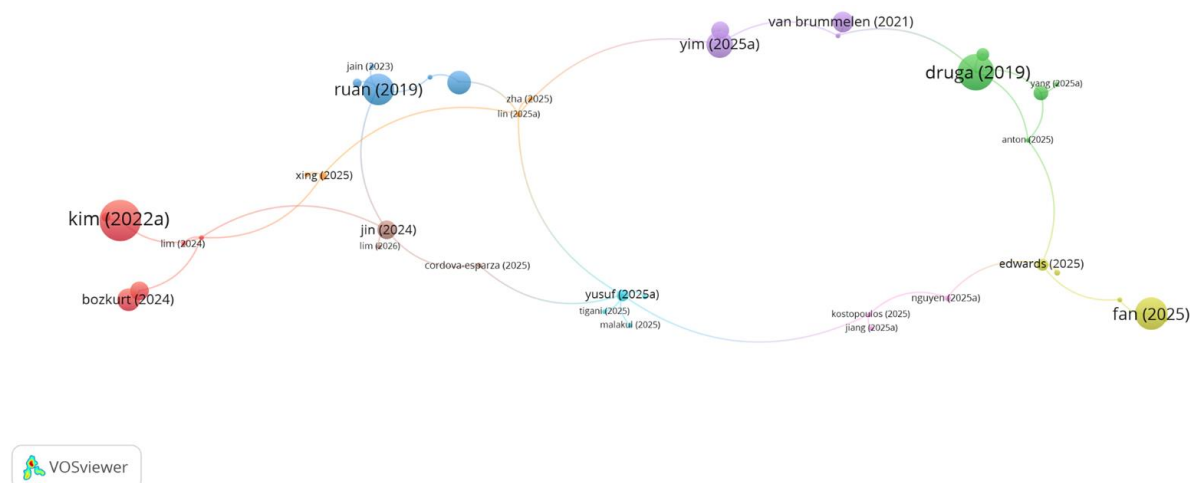 van brummelen (2021)
yim (2025a)
jain (2023)
druga (2019)
yang (2025a)
ruan (2019)
zha (2025)
lin (2025a)
anton (2025)
xing (2025)
kim (2022a)
jin (2024)
lim (2024)
lim (2026)
cordova-esparza (2025)
edwards (2025)
bozkurt (2024)
yusuf (2025a)
nguyen (2025a)
tigani (2025)
kostopoulos (2025)
fan (2025)
malakul (2025)
jiang (2025a)
VOSviewer